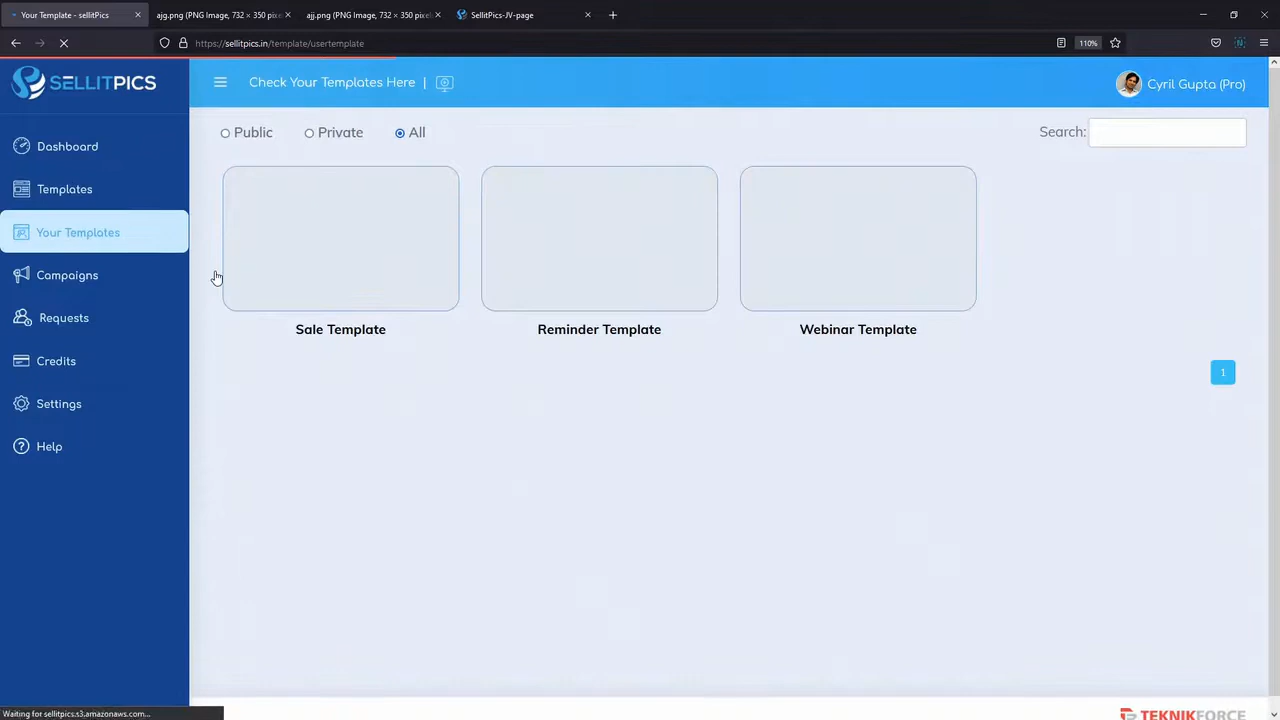 Your Template - sellitPics
ajg.png (PNG Image, 732 × 350 pixel
ajj.png (PNG Image, 732 × 350 pixels
SellitPics-JV-page
https://sellitpics.in/template/usertemplate
110%
SELLITPICS
Check Your Templates Here |
Cyril Gupta (Pro)
Public
Private
All
Search:
Dashboard
Templates
Your Templates
Campaigns
Requests
Credits
Settings
Help
Sale Template
Reminder Template
Webinar Template
1
Waiting for sellitpics.s3.amazonaws.com...
TEKNIKFORCE